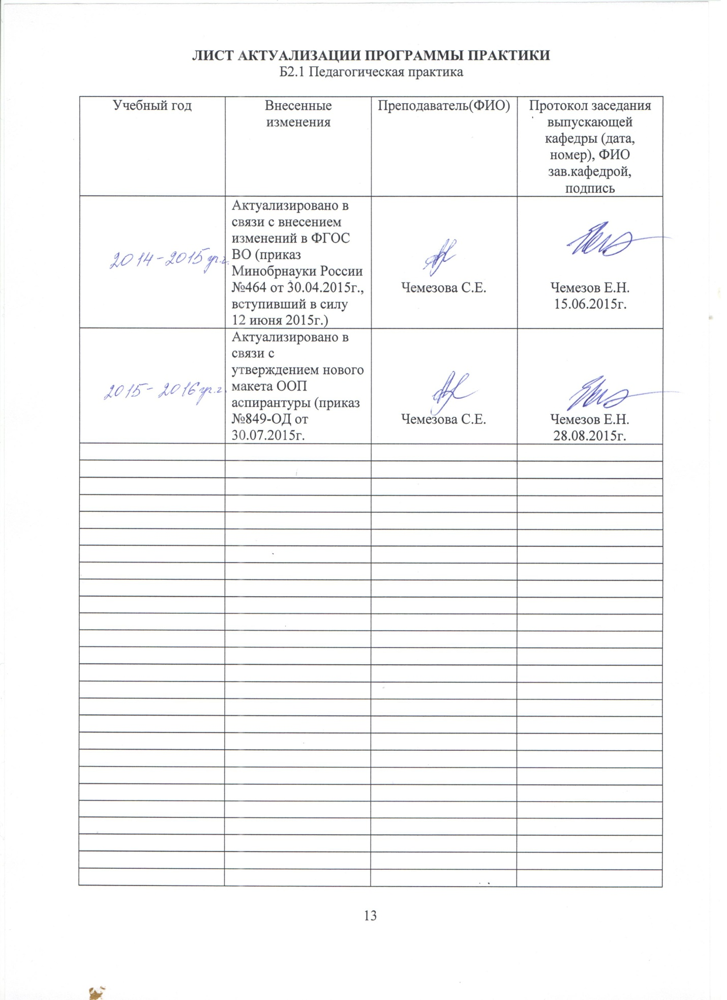 ЛИСТ АКТУАЛИЗАЦИИ ПРОГРАММЫ ПРАКТИКИ
Б2.1 Педагогическая практика
Учебный год
Внесенные
изменения
Преподаватель(ФИО)
Протокол заседания
выпускающей
кафедры (дата,
номер), ФИО
зав.кафедрой,
подпись
2014-2015 уч.г.
Актуализировано в
связи с внесением
изменений в ФГОС
ВО (приказ
Минобрнауки России
№464 от 30.04.2015г.,
вступивший в силу
12 июня 2015г.)
Чемезова С.Е.
Чемезов Е.Н.
15.06.2015г.
2015-2016 уч.г.
Актуализировано в
связи с
утверждением нового
макета ООП
аспирантуры (приказ
№849-ОД от
30.07.2015г.
Чемезова С.Е.
Чемезов Е.Н.
28.08.2015г.
13